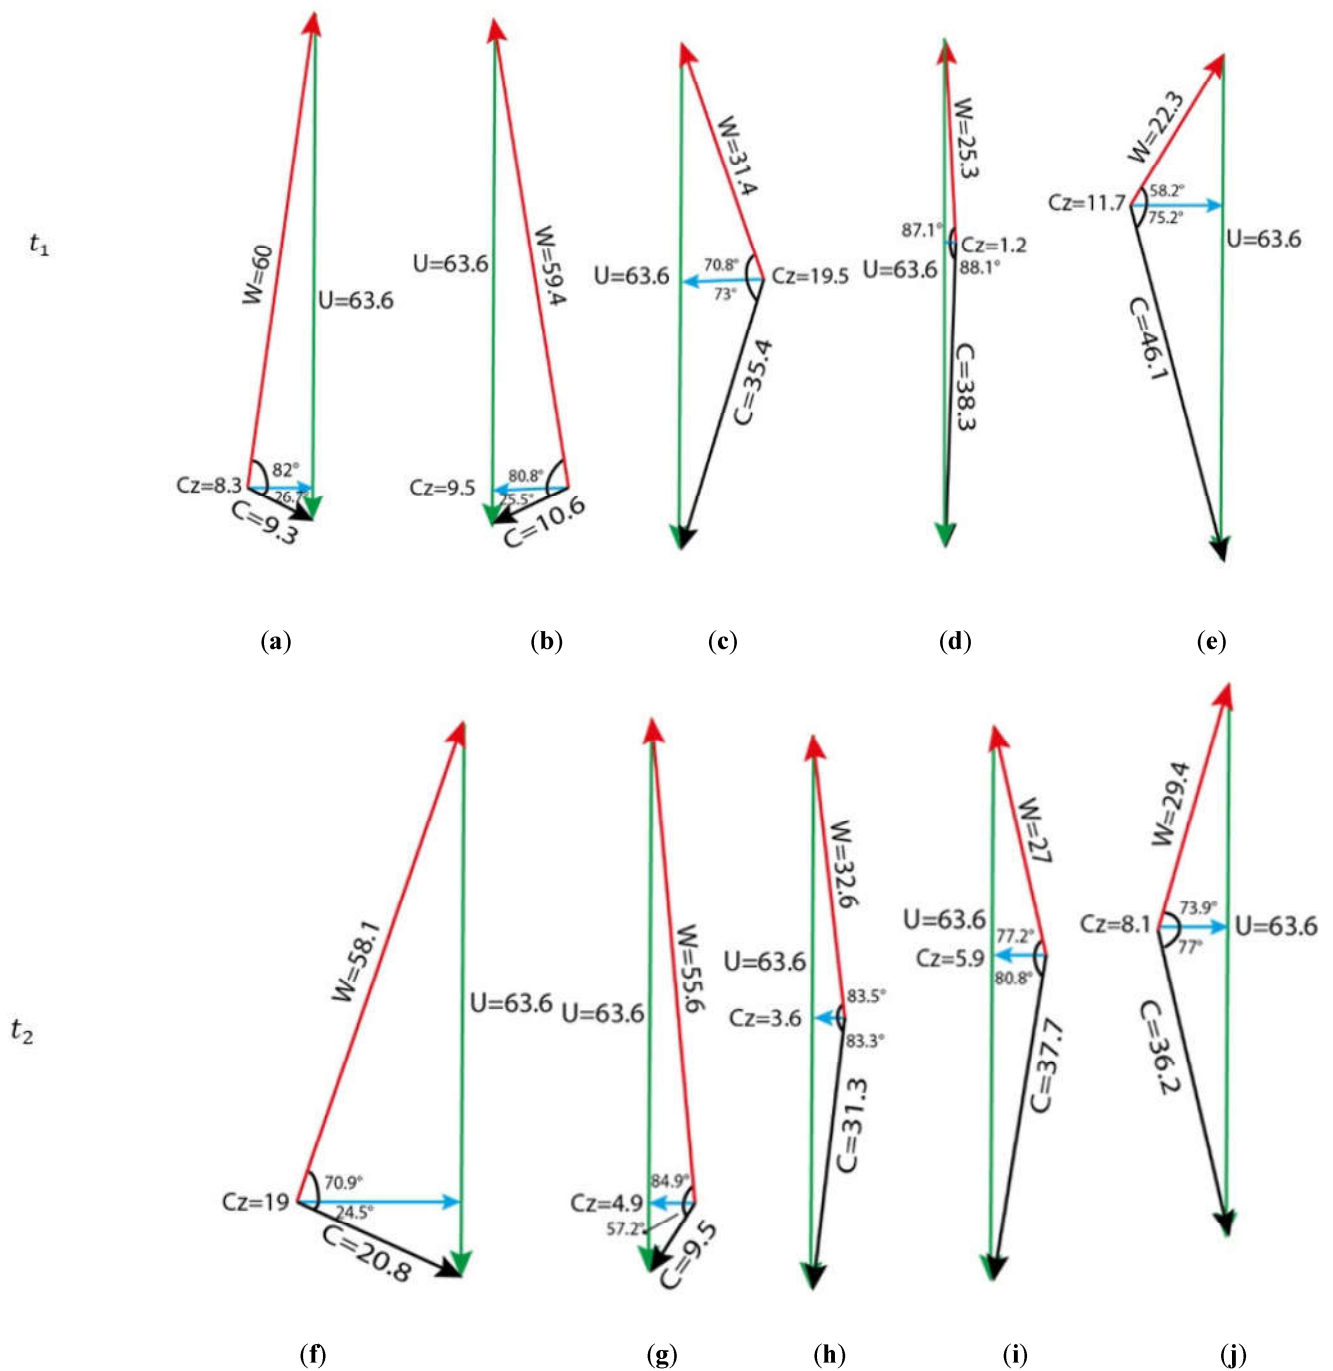 t₁
W=60
U=63.6
82°
Cz=8.3
26.7°
C=9.3
(a)
U=63.6
W=59.4
80.8°
Cz=9.5
25.5°
C=10.6
(b)
W=31.4
70.8°
U=63.6
Cz=19.5
73°
C=35.4
(c)
W=25.3
87.1°
Cz=1.2
U=63.6
88.1°
C=38.3
(d)
W=22.3
58.2°
Cz=11.7
75.2°
U=63.6
C=46.1
(e)
t₂
W=58.1
U=63.6
70.9°
Cz=19
24.5°
C=20.8
(f)
W=55.6
U=63.6
84.9°
Cz=4.9
57.2°
C=9.5
(g)
W=32.6
U=63.6
83.5°
Cz=3.6
83.3°
C=31.3
(h)
W=27
U=63.6
77.2°
Cz=5.9
80.8°
C=37.7
(i)
W=29.4
73.9°
Cz=8.1
U=63.6
77°
C=36.2
(j)